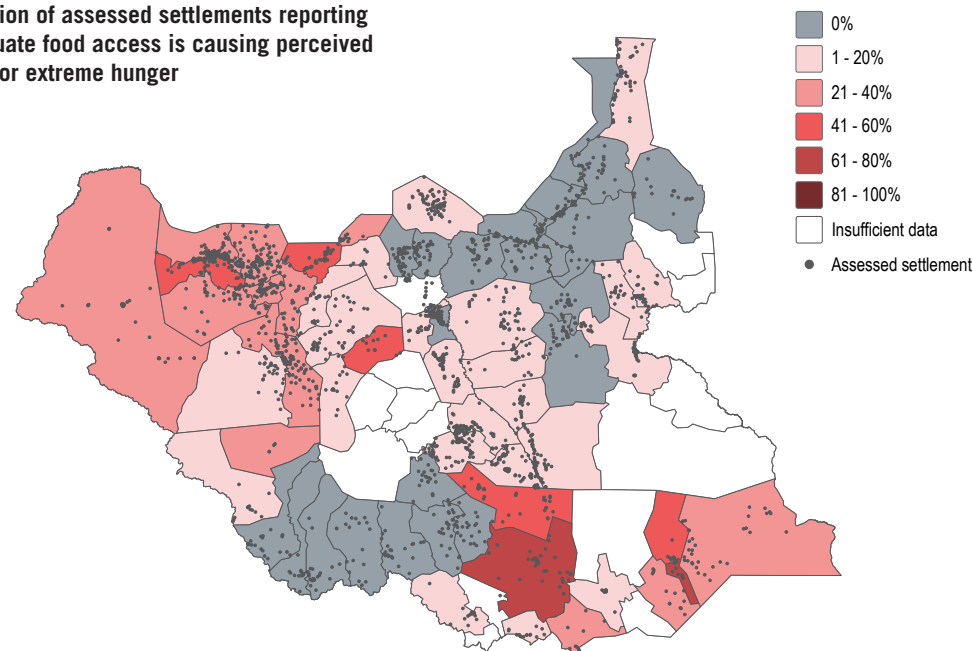 ion of assessed settlements reporting
uate food access is causing perceived
or extreme hunger
0%
1 - 20%
21 - 40%
41 - 60%
61 - 80%
81 - 100%
Insufficient data
Assessed settlement